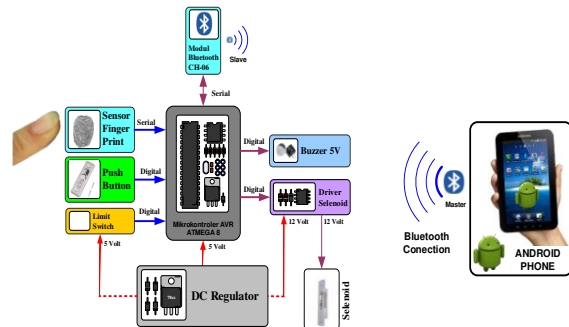 Modul
Bluetooth
CH-06
Slave
Serial
Sensor
Finger
Print
Serial
Push
Button
Digital
Limit
Switch
Digital
Mikrokontroler AVR
ATMEGA 8
Digital
Buzzer 5V
Digital
Driver
Selenoid
5 Volt
5 Volt
12 Volt
12 Volt
DC Regulator
Selenoid
Bluetooth
Conection
Master
ANDROID
PHONE